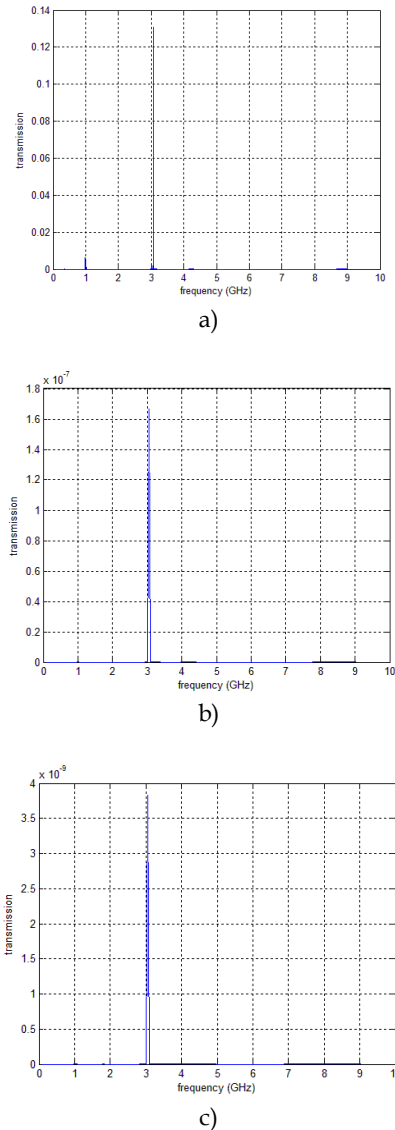 0.14
0.12
0.1
0.08
0.06
0.04
0.02
0
transmission
0 1 2 3 4 5 6 7 8 9 10
frequency (GHz)
a)
x 10⁻⁷
1.8
1.6
1.4
1.2
1
0.8
0.6
0.4
0.2
0
transmission
0 1 2 3 4 5 6 7 8 9 10
frequency (GHz)
b)
x 10⁻⁹
4
3.5
3
2.5
2
1.5
1
0.5
0
transmission
0 1 2 3 4 5 6 7 8 9 10
frequency (GHz)
c)